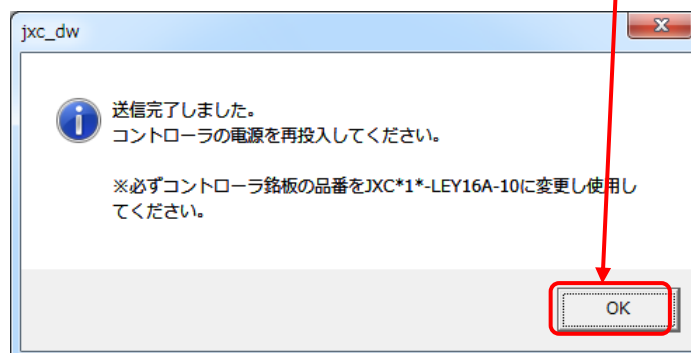 jxc_dw
送信完了しました。
コントローラの電源を再投入してください。
※必ずコントローラ銘板の品番をJXC*1*-LEY16A-10に変更し使用し
てください。
OK